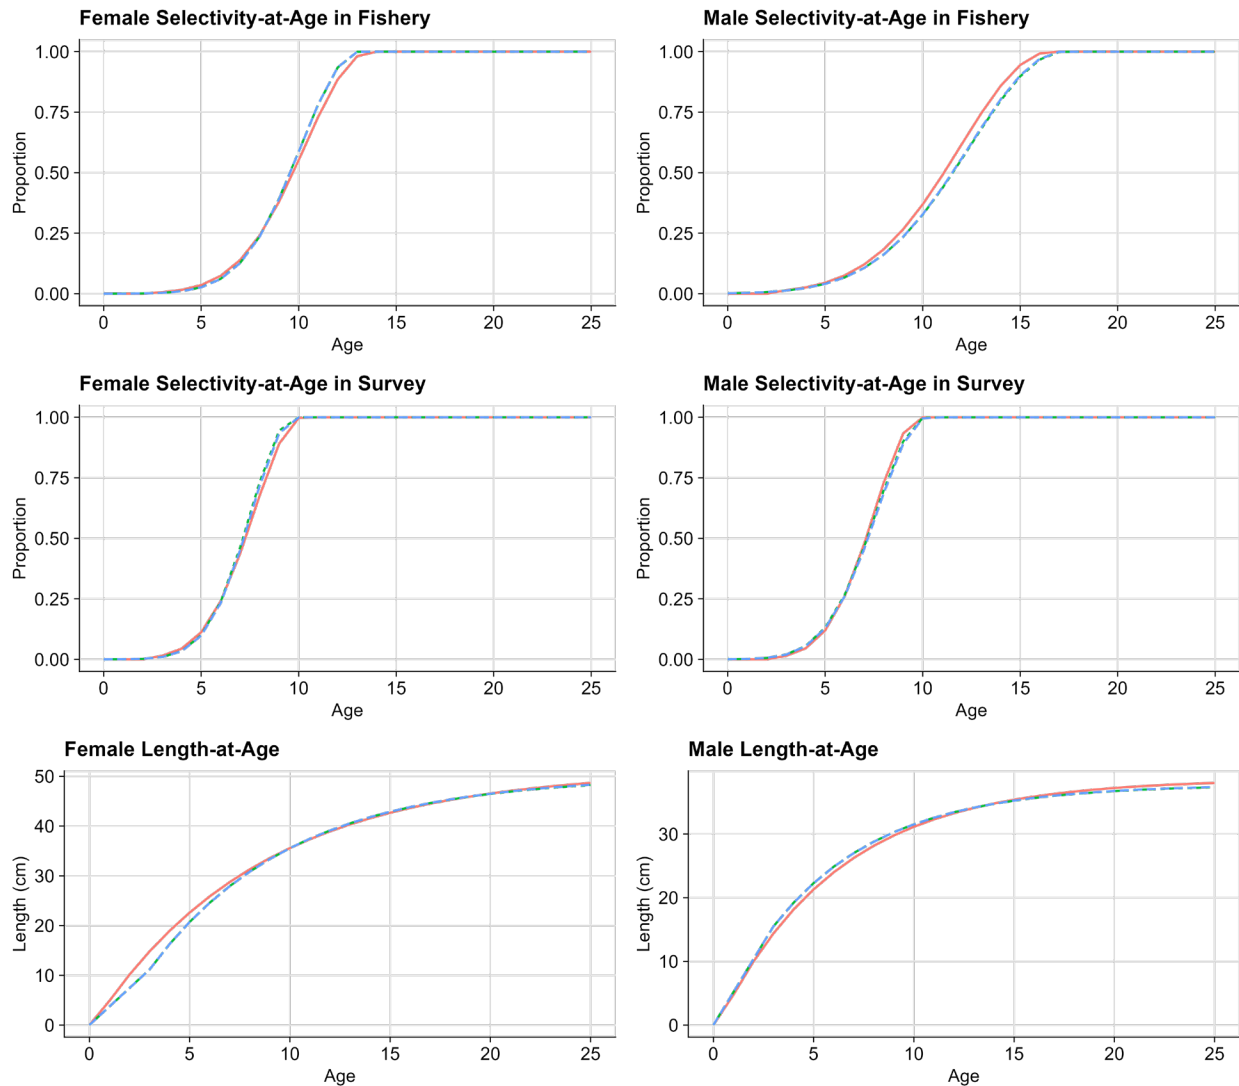 Female Selectivity-at-Age in Fishery
Proportion
1.00
0.75
0.50
0.25
0.00
0 5 10 15 20 25
Age
Male Selectivity-at-Age in Fishery
Proportion
1.00
0.75
0.50
0.25
0.00
0 5 10 15 20 25
Age
Female Selectivity-at-Age in Survey
Proportion
1.00
0.75
0.50
0.25
0.00
0 5 10 15 20 25
Age
Male Selectivity-at-Age in Survey
Proportion
1.00
0.75
0.50
0.25
0.00
0 5 10 15 20 25
Age
Female Length-at-Age
Length (cm)
50
40
30
20
10
0
0 5 10 15 20 25
Age
Male Length-at-Age
Length (cm)
30
20
10
0
0 5 10 15 20 25
Age